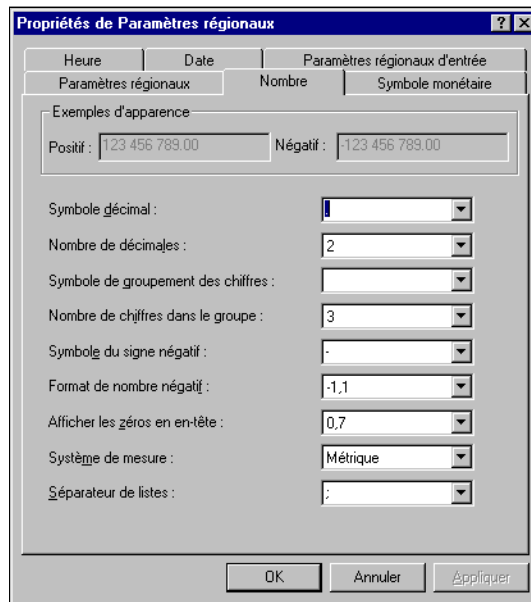 Propriétés de Paramètres régionaux
Heure Date Paramètres régionaux d'entrée
Paramètres régionaux Nombre Symbole monétaire
Exemples d'apparence
Positif : 123 456 789.00 Négatif : -123 456 789.00
Symbole décimal : .
Nombre de décimales : 2
Symbole de groupement des chiffres :
Nombre de chiffres dans le groupe : 3
Symbole du signe négatif : -
Format de nombre négatif : -1,1
Afficher les zéros en en-tête : 0,7
Système de mesure : Métrique
Séparateur de listes : ;
OK Annuler Appliquer